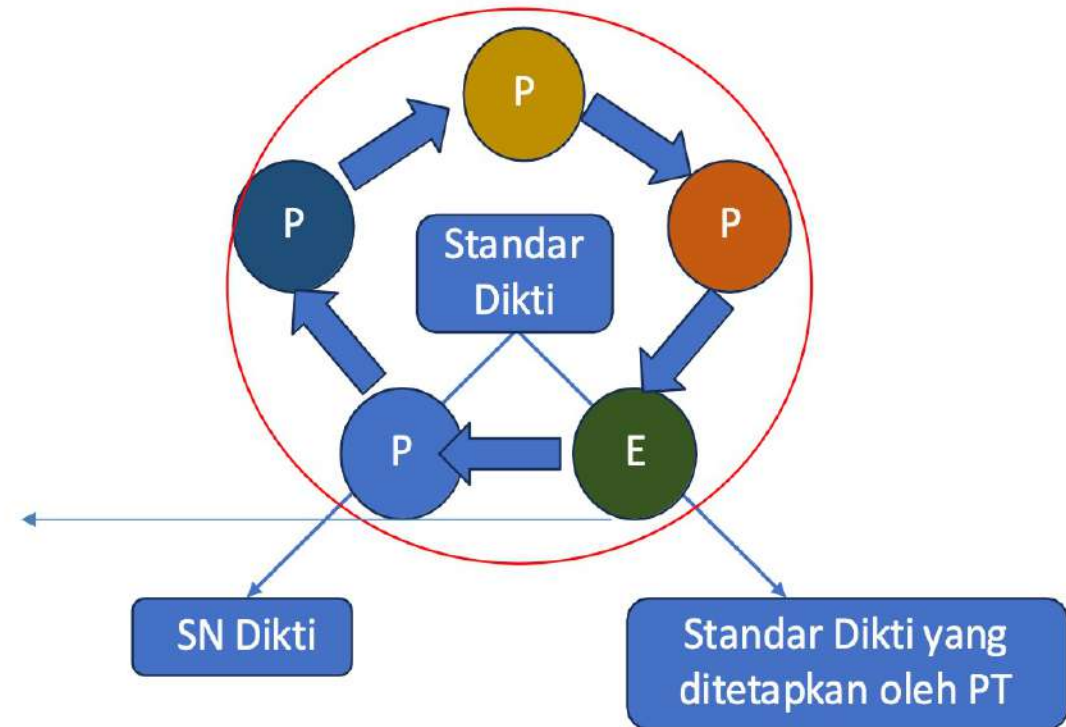 P
P
P
Standar
Dikti
P
E
SN Dikti
Standar Dikti yang
ditetapkan oleh PT